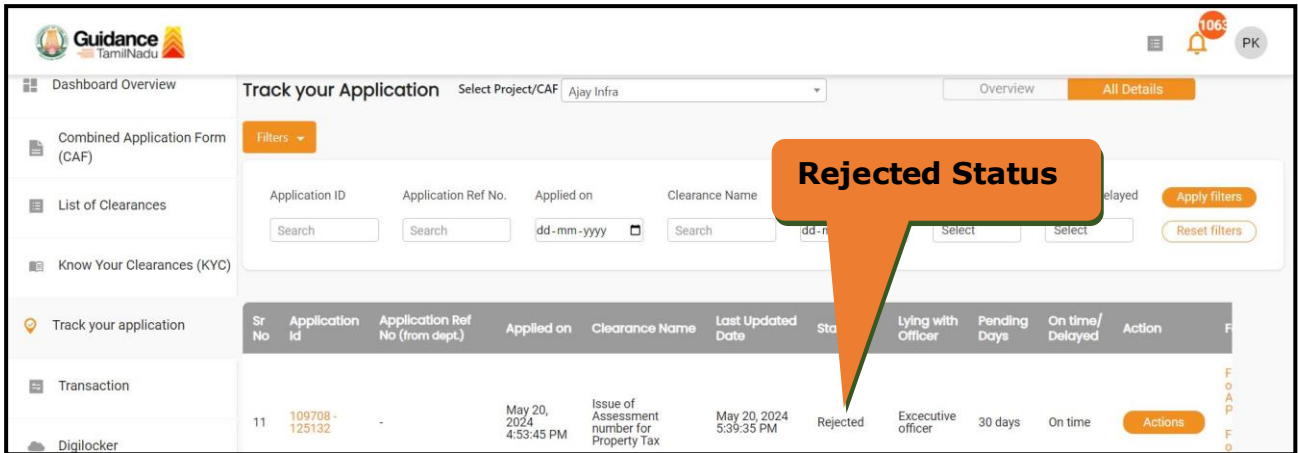 Guidance
TamilNadu
1063
PK
Dashboard Overview
Track your Application
Select Project/CAF
Ajay Infra
Overview
All Details
Combined Application Form
(CAF)
Filters
Rejected Status
List of Clearances
Application ID
Application Ref No.
Applied on
Clearance Name
elayed
Apply filters
Search
Search
dd-mm-yyyy
Search
Select
Select
Reset filters
Know Your Clearances (KYC)
Track your application
Sr
No
Application
Id
Application Ref
No (from dept.)
Applied on
Clearance Name
Last Updated
Date
Sta
Lying with
Officer
Pending
Days
On time/
Delayed
Action
Transaction
11
109708 -
125132
-
May 20,
2024
4:53:45 PM
Issue of
Assessment
number for
Property Tax
May 20, 2024
5:39:35 PM
Rejected
Excecutive
officer
30 days
On time
Actions
Digilocker